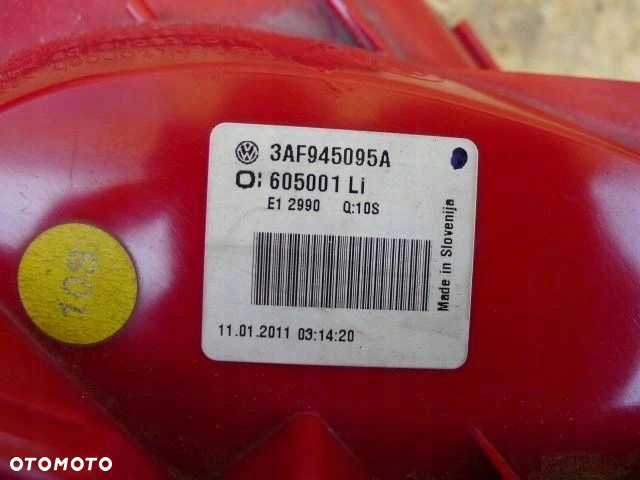 3AF945095A
605001 Li
E1 2990 Q:10S
Made in Slovenija
11.01.2011 03:14:20
10S
OTOMOTO